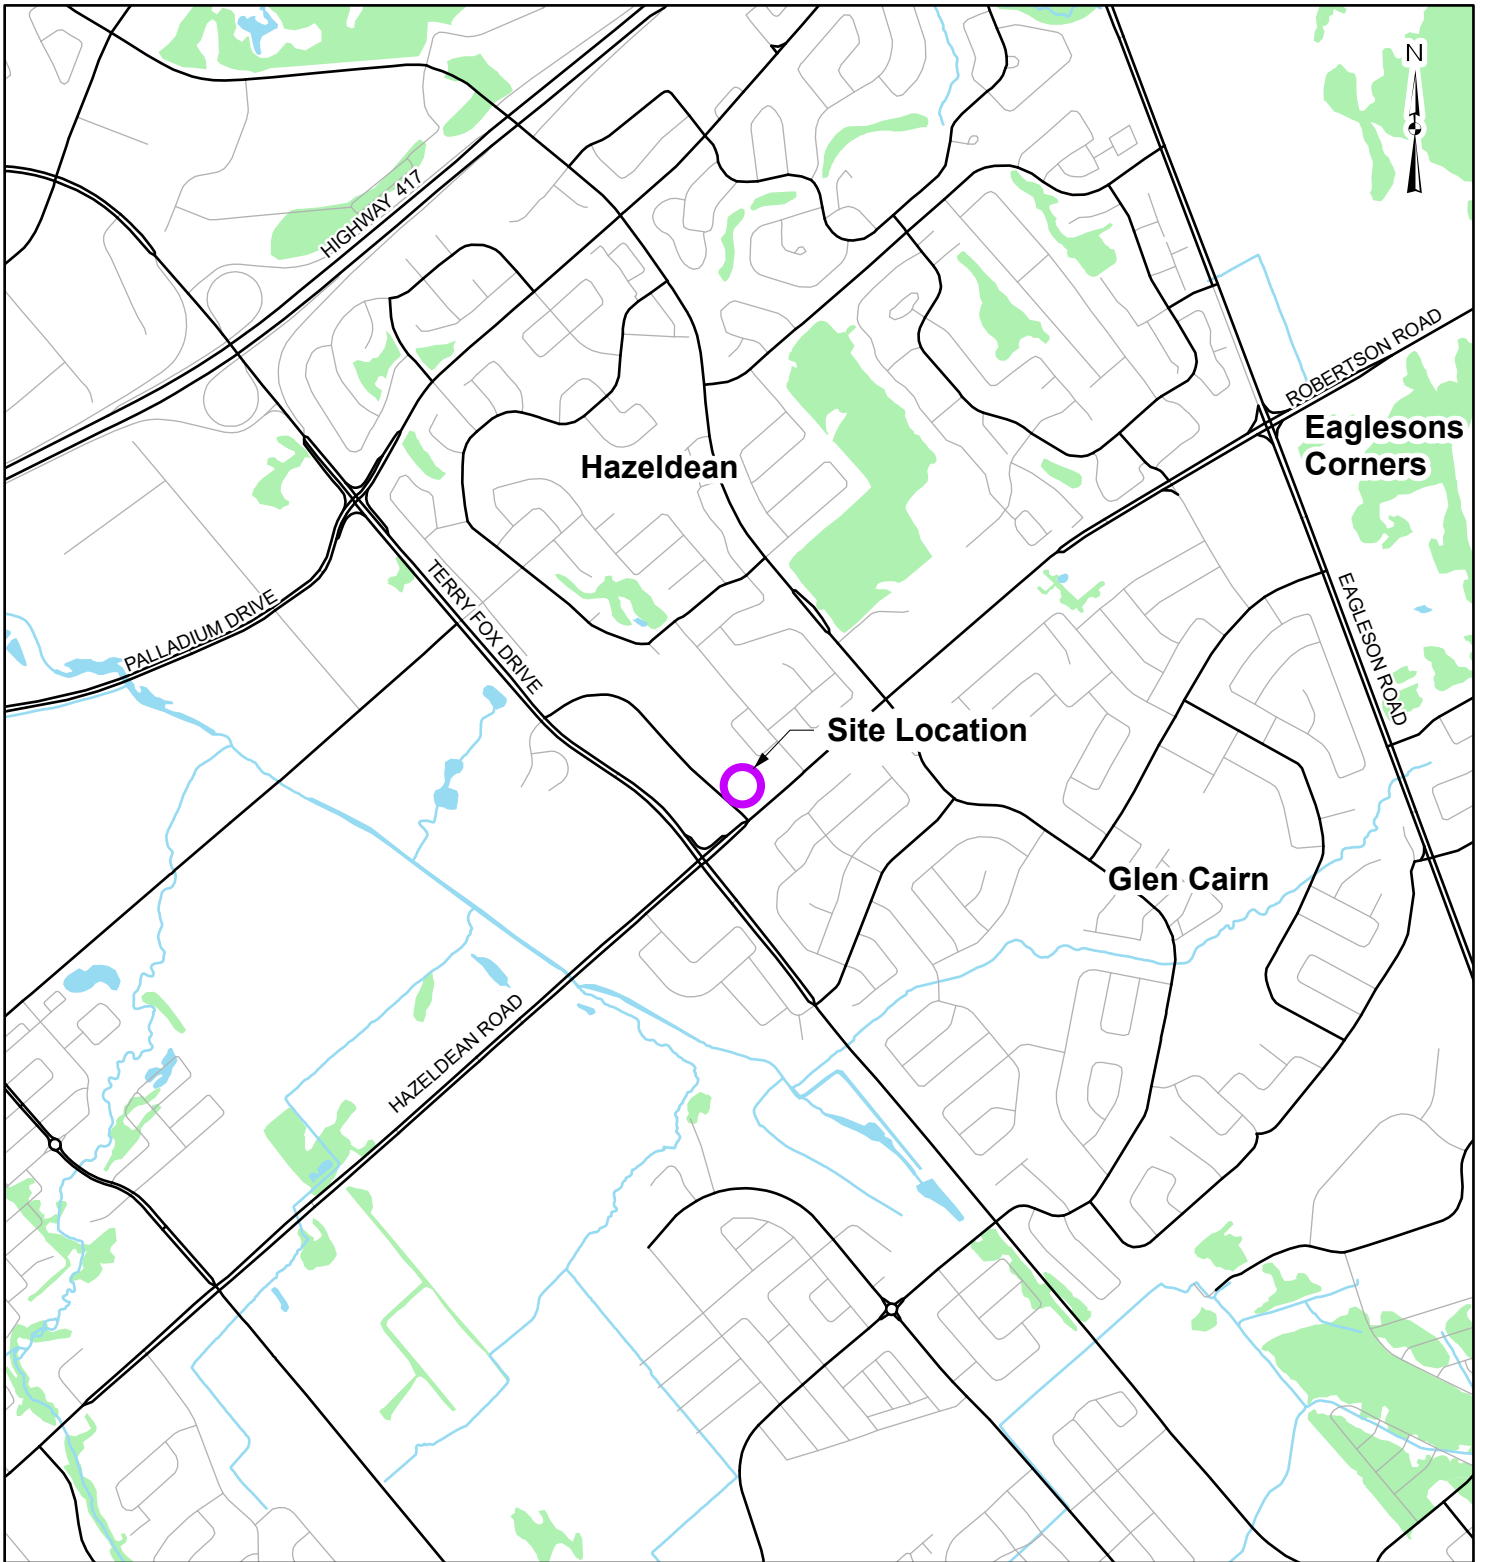 N
HIGHWAY 417
ROBERTSON ROAD
Eaglesons
Corners
Hazeldean
TERRY FOX DRIVE
EAGLESON ROAD
PALLADIUM DRIVE
Site Location
Glen Cairn
HAZELDEAN ROAD